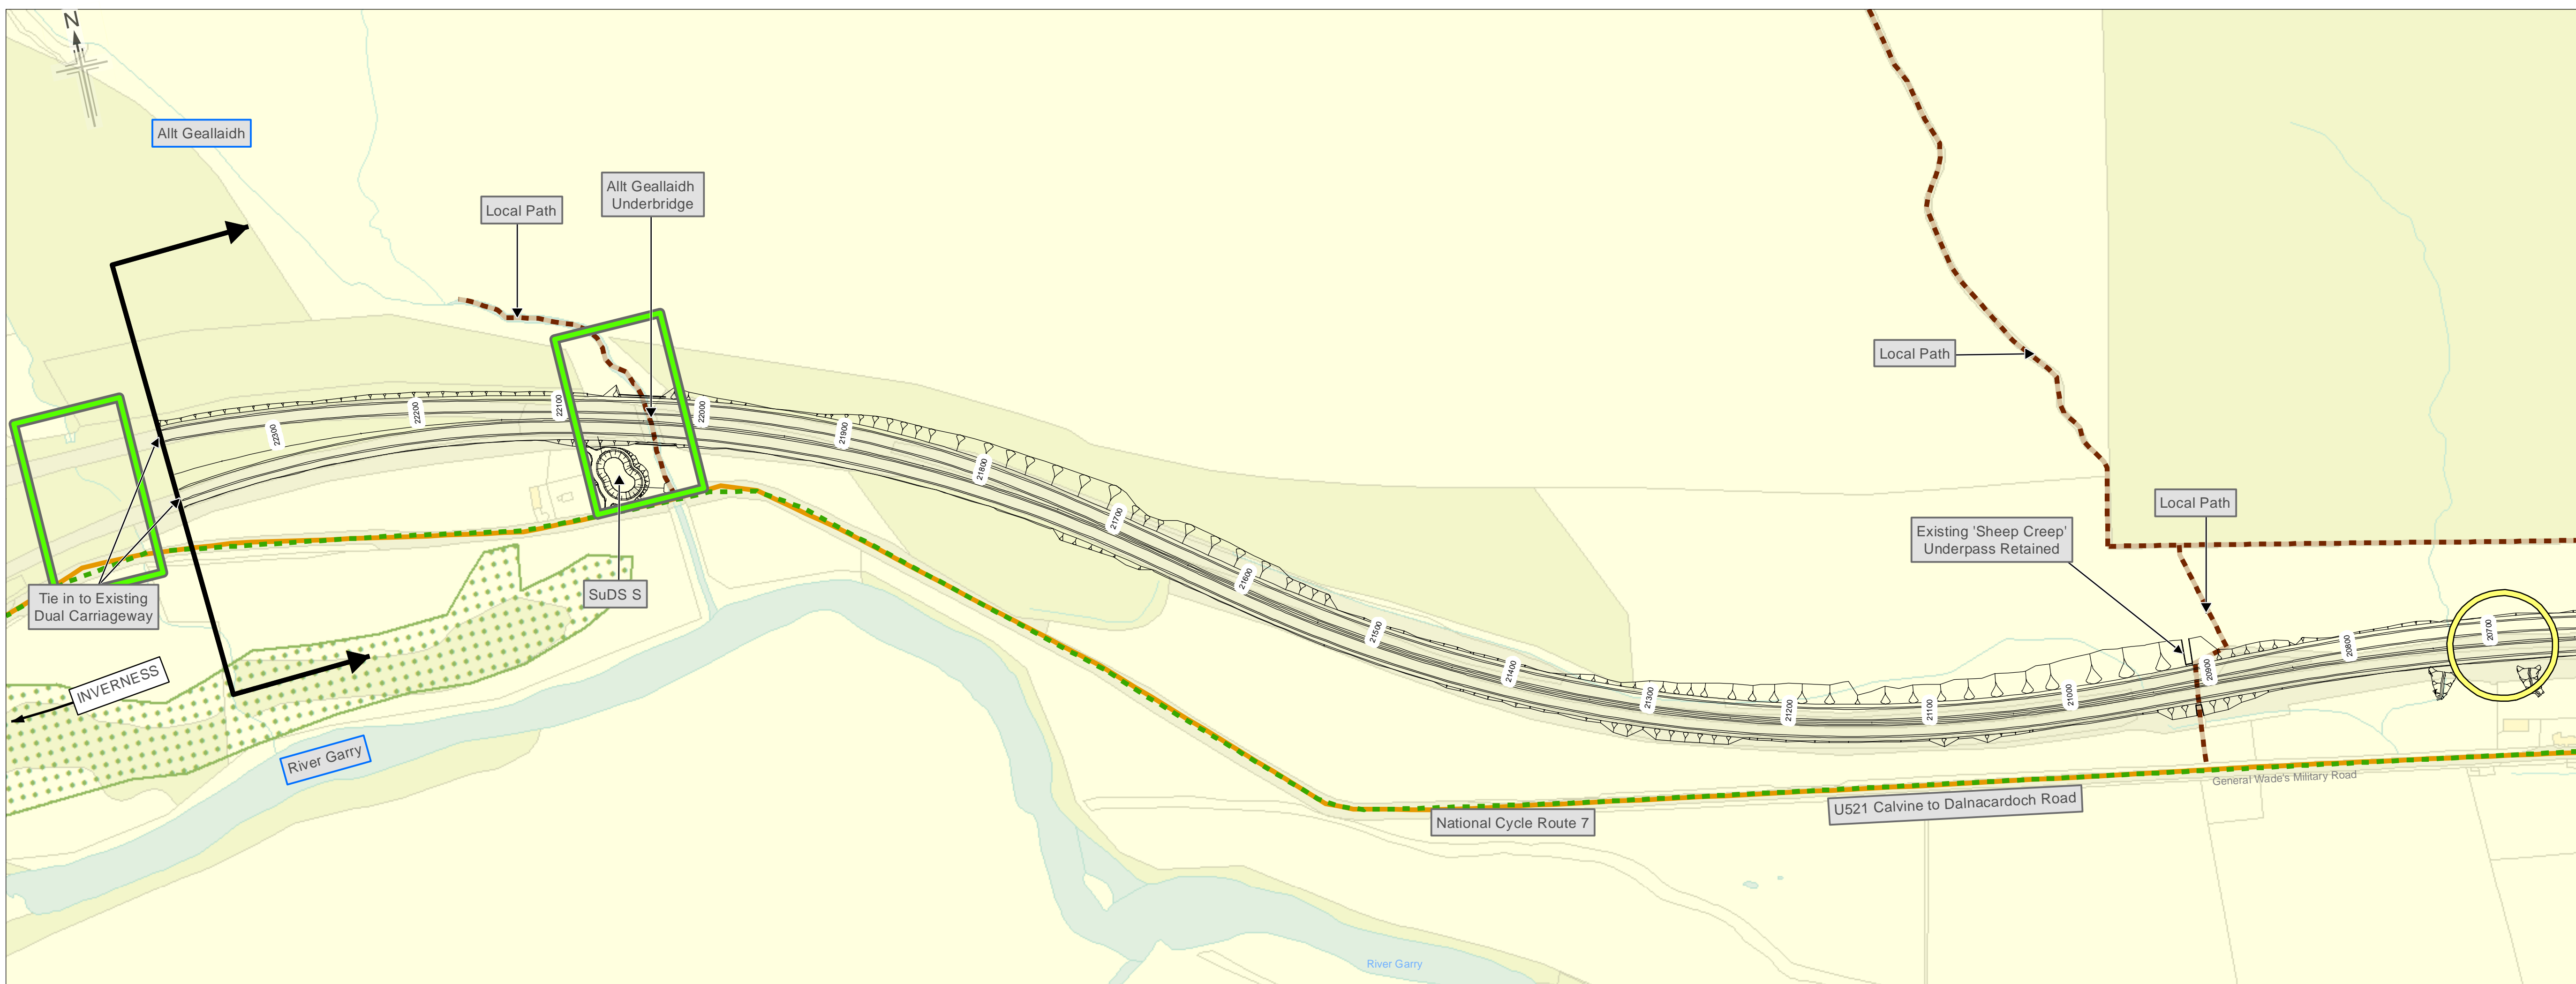 N
Allt Geallaidh
Local Path
Allt Geallaidh
Underbridge
Local Path
Local Path
Existing 'Sheep Creep'
Underpass Retained
22300
22200
22100
22000
21900
21800
21700
21600
21500
21400
21300
21200
21100
21000
20900
20800
20700
Tie in to Existing
Dual Carriageway
SuDS S
INVERNESS
River Garry
General Wade's Military Road
U521 Calvine to Dalnacardoch Road
National Cycle Route 7
River Garry